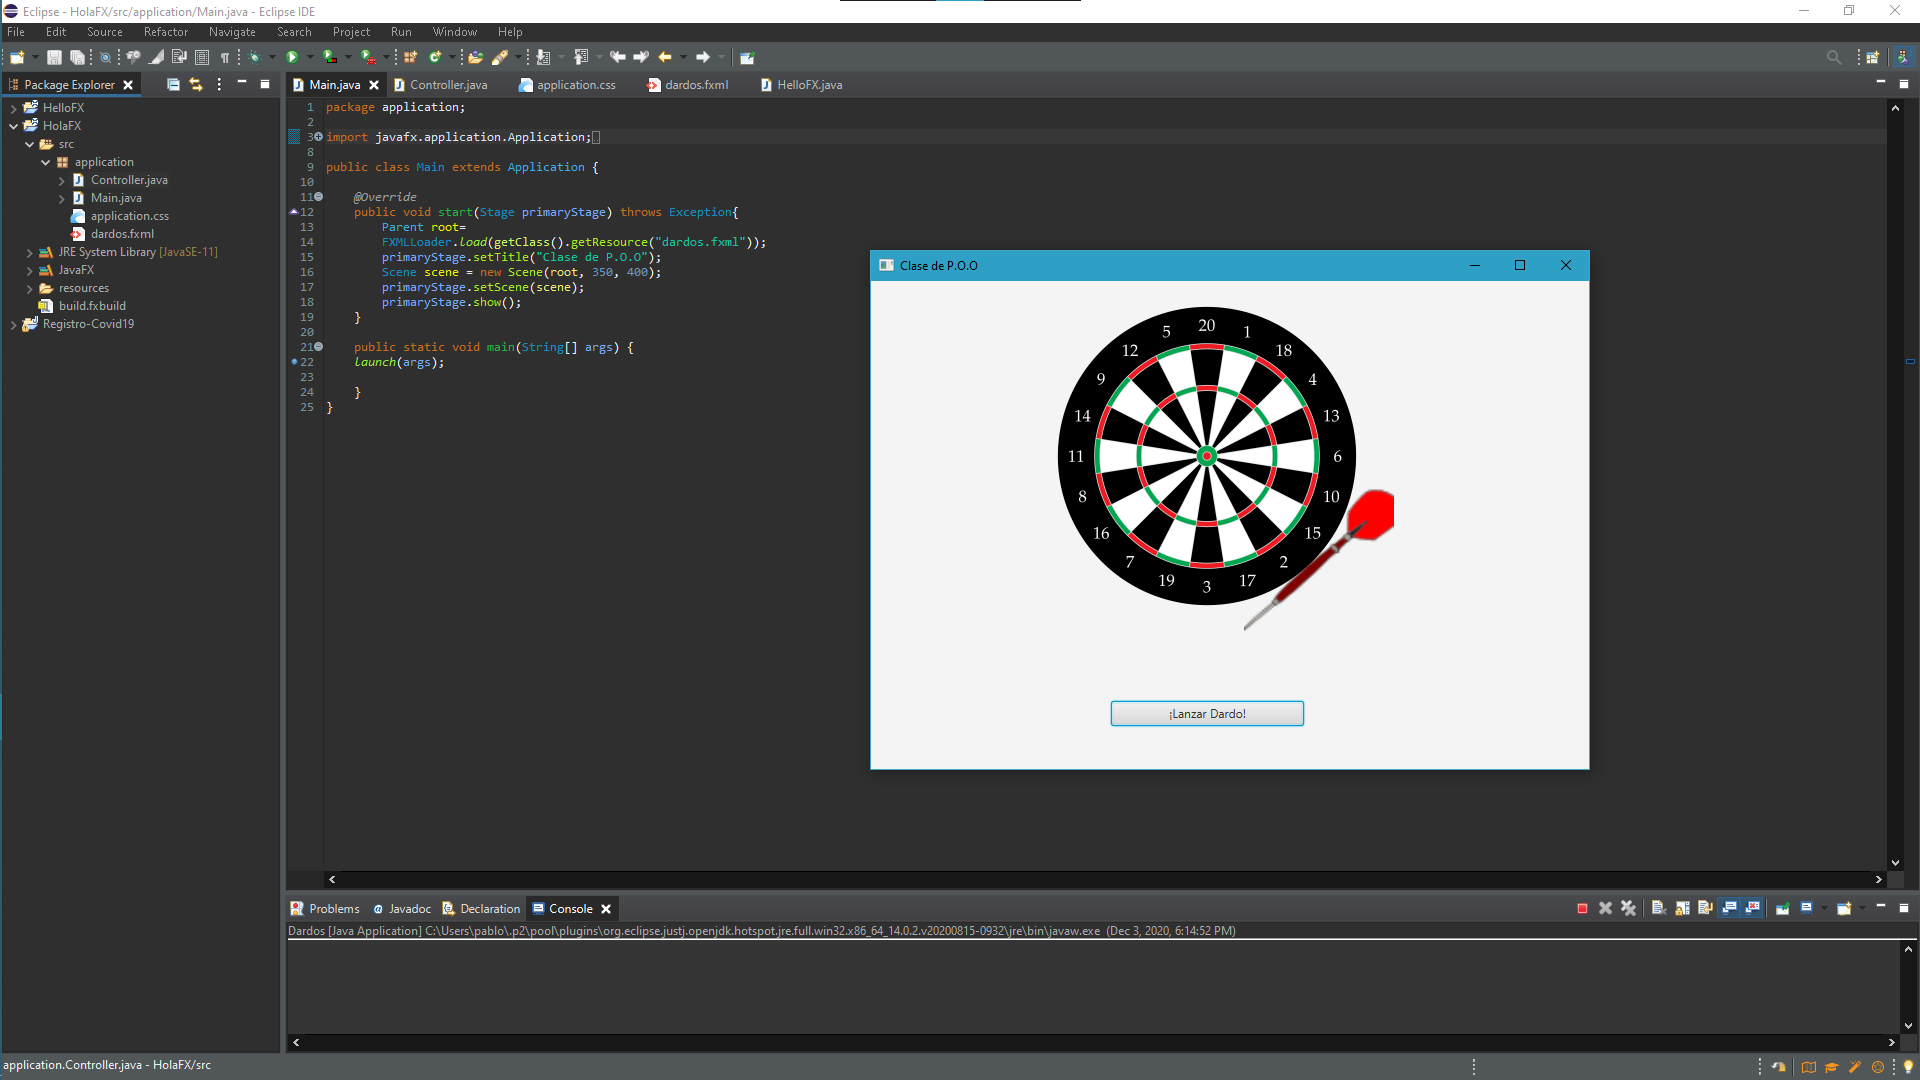 Eclipse - HolaFX/src/application/Main.java - Eclipse IDE
File Edit Source Refactor Navigate Search Project Run Window Help
Package Explorer
Main.java Controller.java application.css dardos.fxml HelloFX.java
HelloFX
HolaFX
src
application
Controller.java
Main.java
application.css
dardos.fxml
JRE System Library [JavaSE-11]
JavaFX
resources
build.fxbuild
Registro-Covid19
1 package application;
2
3 import javafx.application.Application;
8
9 public class Main extends Application {
10
11 @Override
12 public void start(Stage primaryStage) throws Exception{
13 Parent root=
14 FXMLLoader.load(getClass().getResource("dardos.fxml"));
15 primaryStage.setTitle("Clase de P.O.O");
16 Scene scene = new Scene(root, 350, 400);
17 primaryStage.setScene(scene);
18 primaryStage.show();
19 }
20
21 public static void main(String[] args) {
22 launch(args);
23
24 }
25 }
Clase de P.O.O
20
5 1
12 18
9 4
14 13
11 6
8 10
16 15
7 2
19 17
3
¡Lanzar Dardo!
Problems Javadoc Declaration Console
Dardos [Java Application] C:\Users\pablo\.p2\pool\plugins\org.eclipse.justj.openjdk.hotspot.jre.full.win32.x86_64_14.0.2.v20200815-0932\jre\bin\javaw.exe (Dec 3, 2020, 6:14:52 PM)
application.Controller.java - HolaFX/src